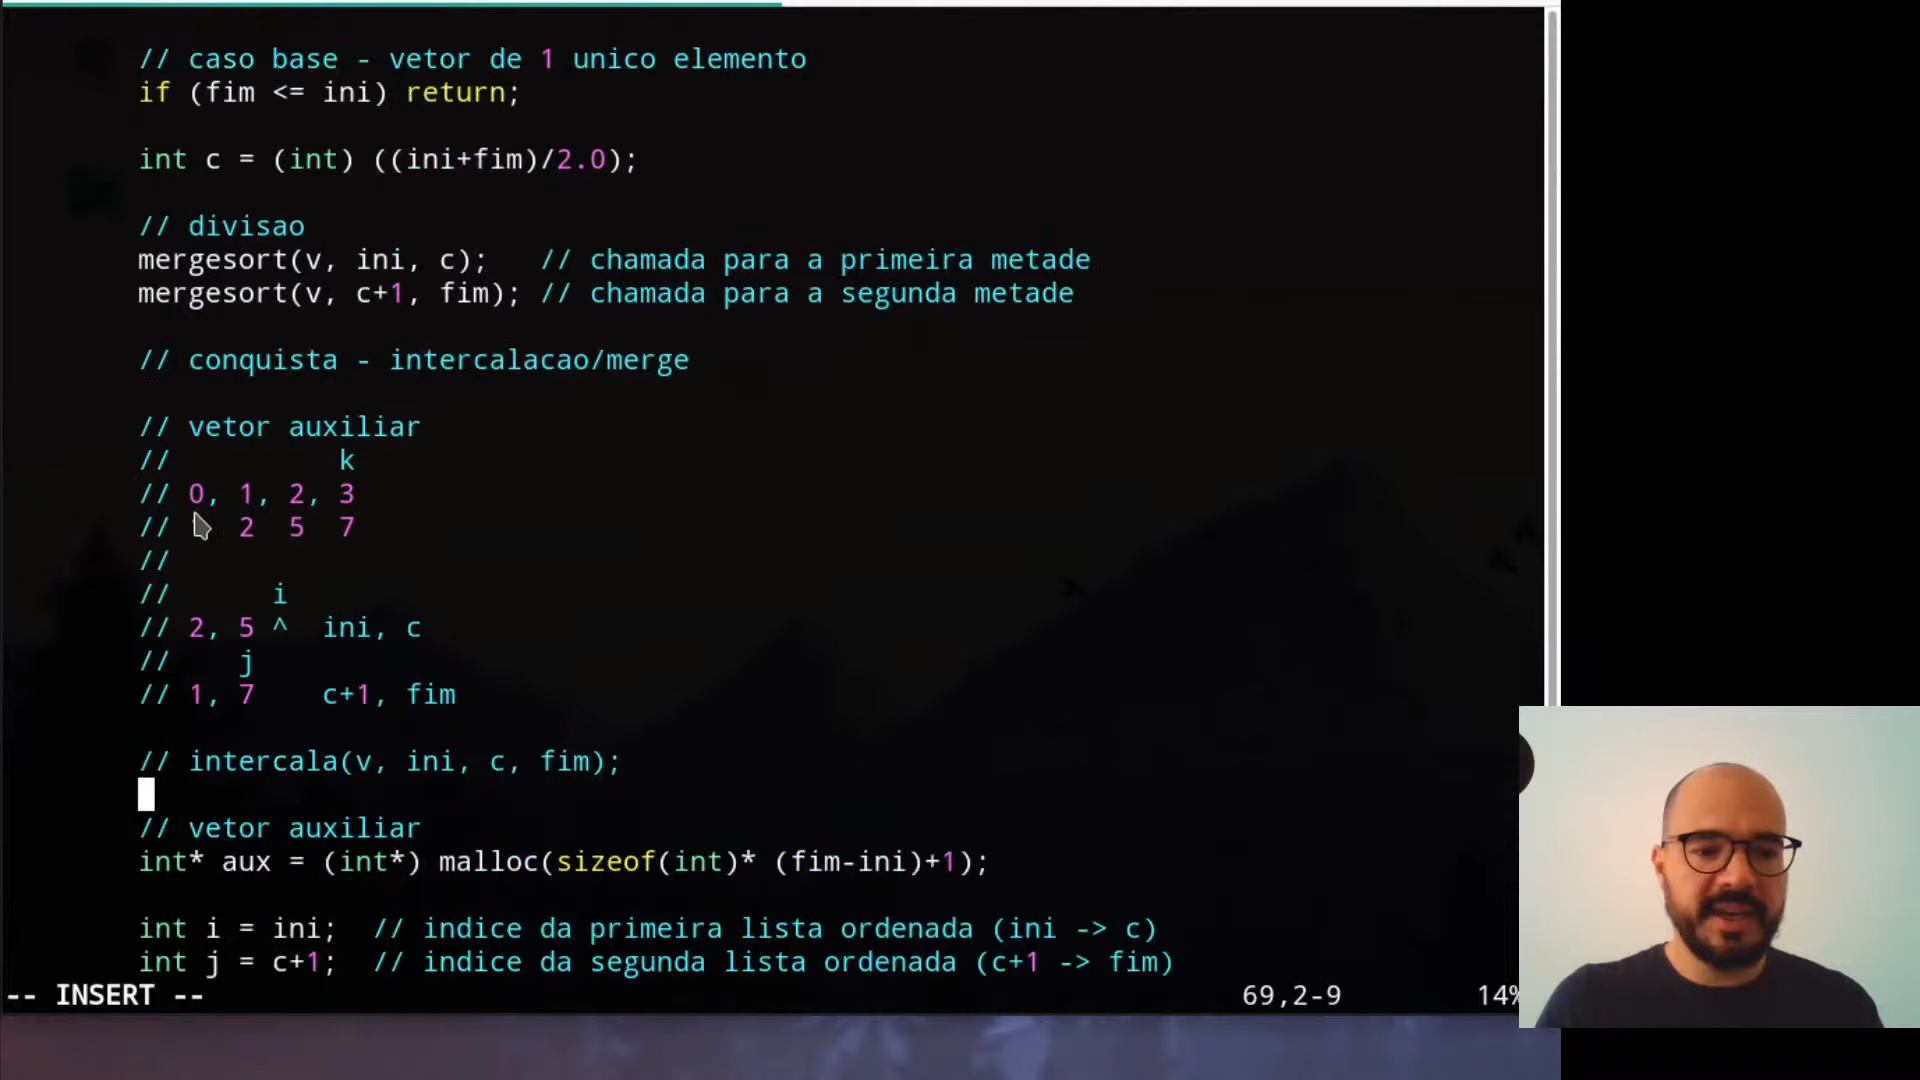 // caso base - vetor de 1 unico elemento
if (fim <= ini) return;
int c = (int) ((ini+fim)/2.0);
// divisao
mergesort(v, ini, c);   // chamada para a primeira metade
mergesort(v, c+1, fim); // chamada para a segunda metade
// conquista - intercalacao/merge
// vetor auxiliar
//          k
// 0, 1, 2, 3
//    2  5  7
//
//      i
// 2, 5 ^  ini, c
//    j
// 1, 7    c+1, fim
// intercala(v, ini, c, fim);
// vetor auxiliar
int* aux = (int*) malloc(sizeof(int)* (fim-ini)+1);
int i = ini;  // indice da primeira lista ordenada (ini -> c)
int j = c+1;  // indice da segunda lista ordenada (c+1 -> fim)
-- INSERT --                    69,2-9        14%